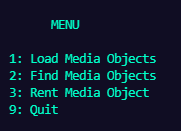 MENU
1: Load Media Objects
2: Find Media Objects
3: Rent Media Object
9: Quit